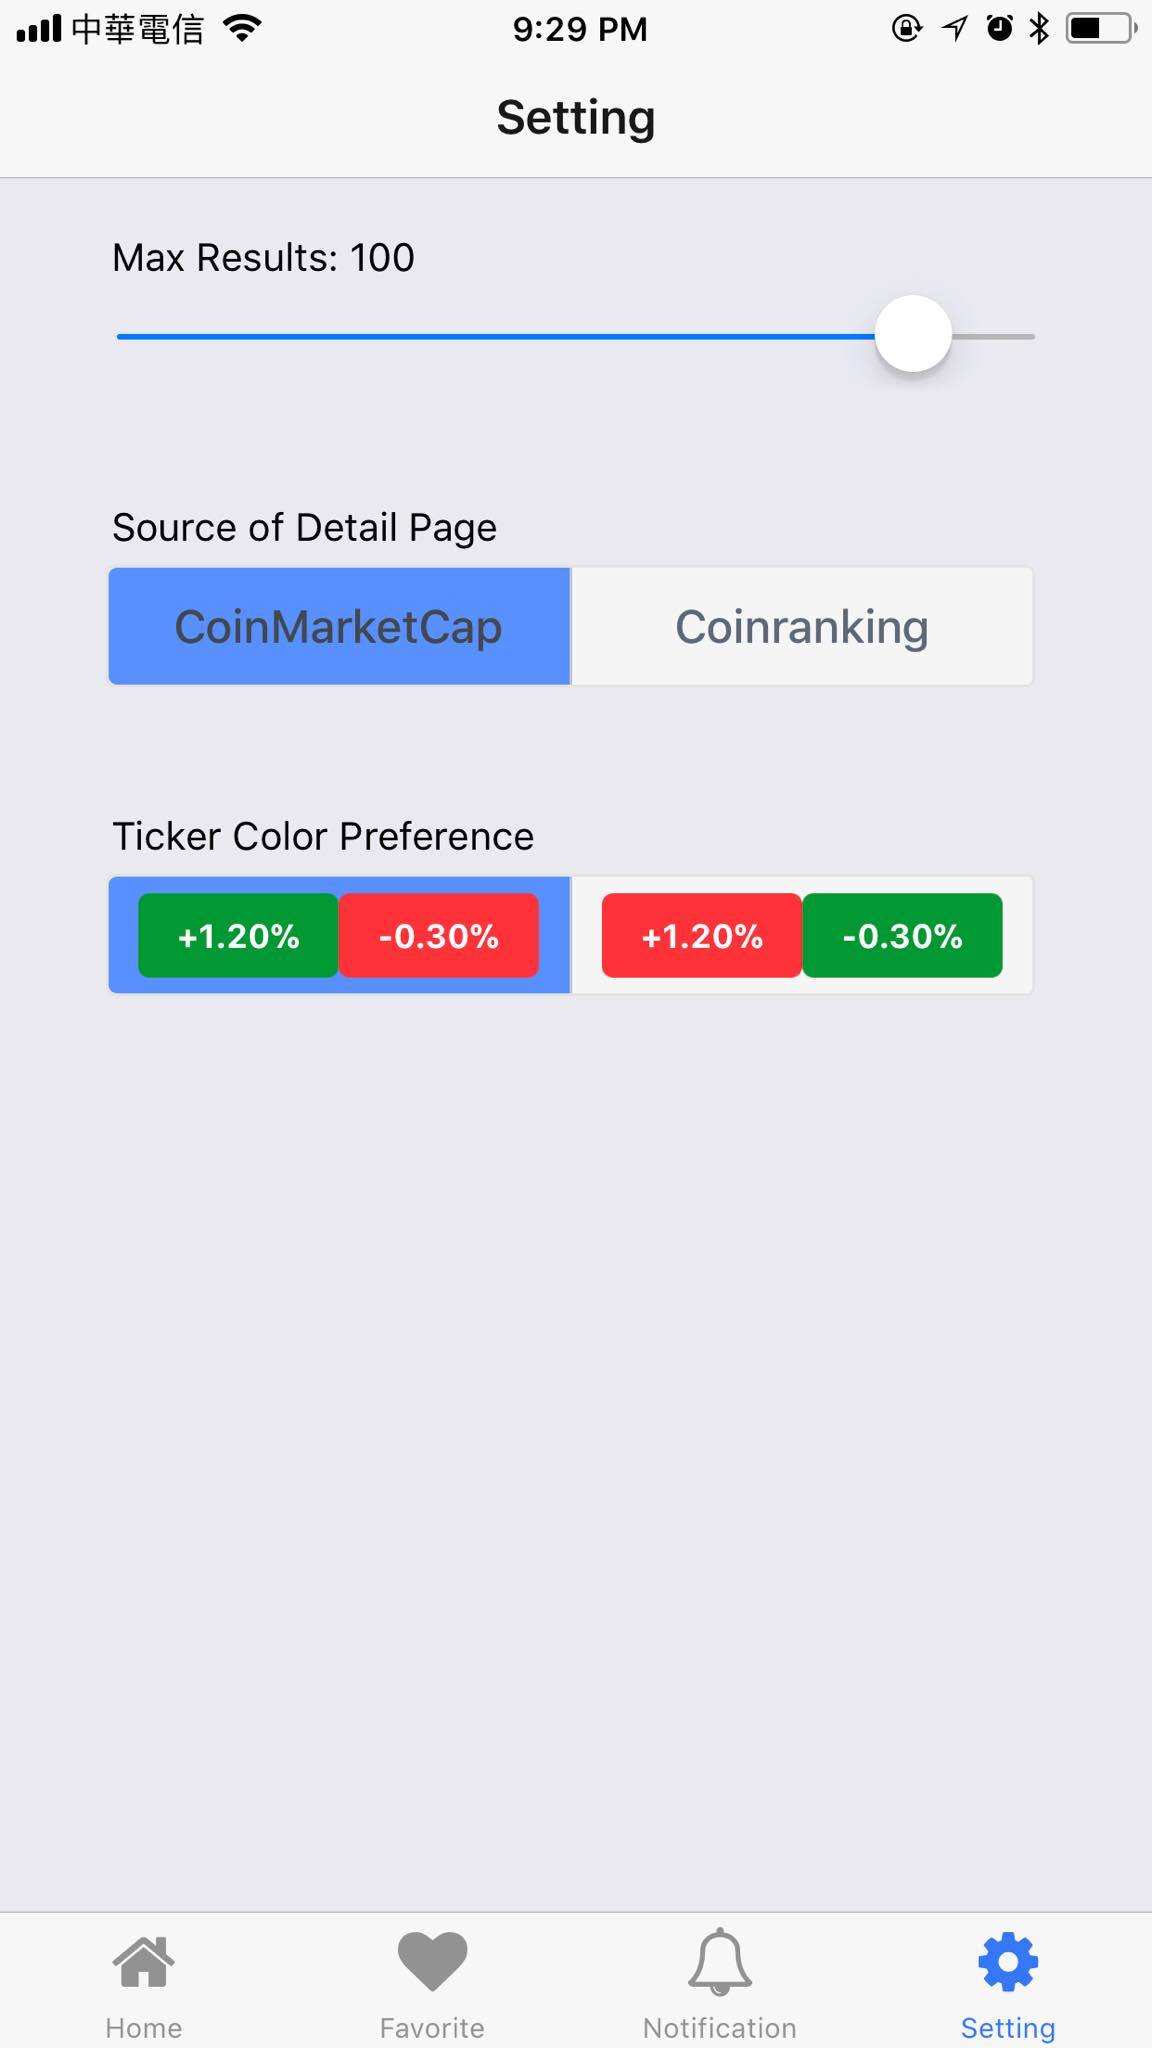 中華電信 9:29 PM
Setting
Max Results: 100
Source of Detail Page
CoinMarketCap Coinranking
Ticker Color Preference
+1.20% -0.30% +1.20% -0.30%
Home Favorite Notification Setting